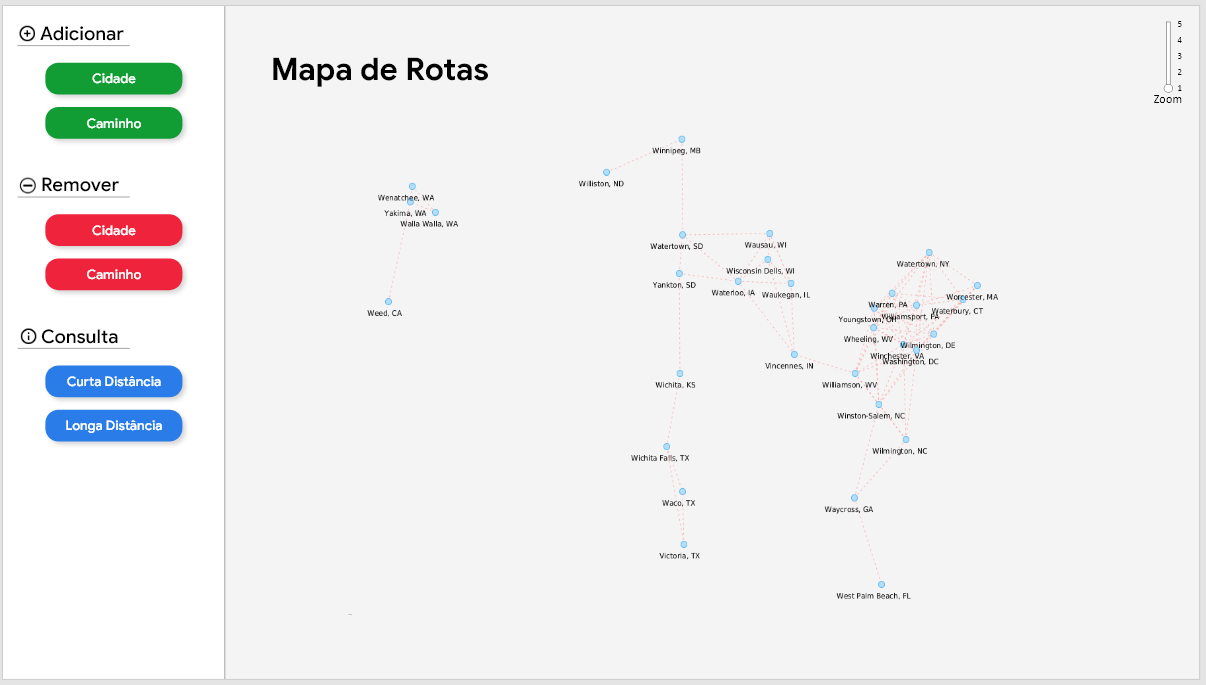 Adicionar
Cidade
Caminho
Remover
Cidade
Caminho
Consulta
Curta Distância
Longa Distância
Mapa de Rotas
5
4
3
2
1
Zoom
Winnipeg, MB
Williston, ND
Wenatchee, WA
Yakima, WA
Walla Walla, WA
Weed, CA
Watertown, SD
Wausau, WI
Wisconsin Dells, WI
Yankton, SD
Waterloo, IA
Waukegan, IL
Watertown, NY
Worcester, MA
Warren, PA
Waterbury, CT
Williamsport, PA
Youngstown, OH
Wheeling, WV
Wilmington, DE
Winchester, VA
Washington, DC
Vincennes, IN
Williamson, WV
Wichita, KS
Winston-Salem, NC
Wilmington, NC
Wichita Falls, TX
Waco, TX
Waycross, GA
Victoria, TX
West Palm Beach, FL